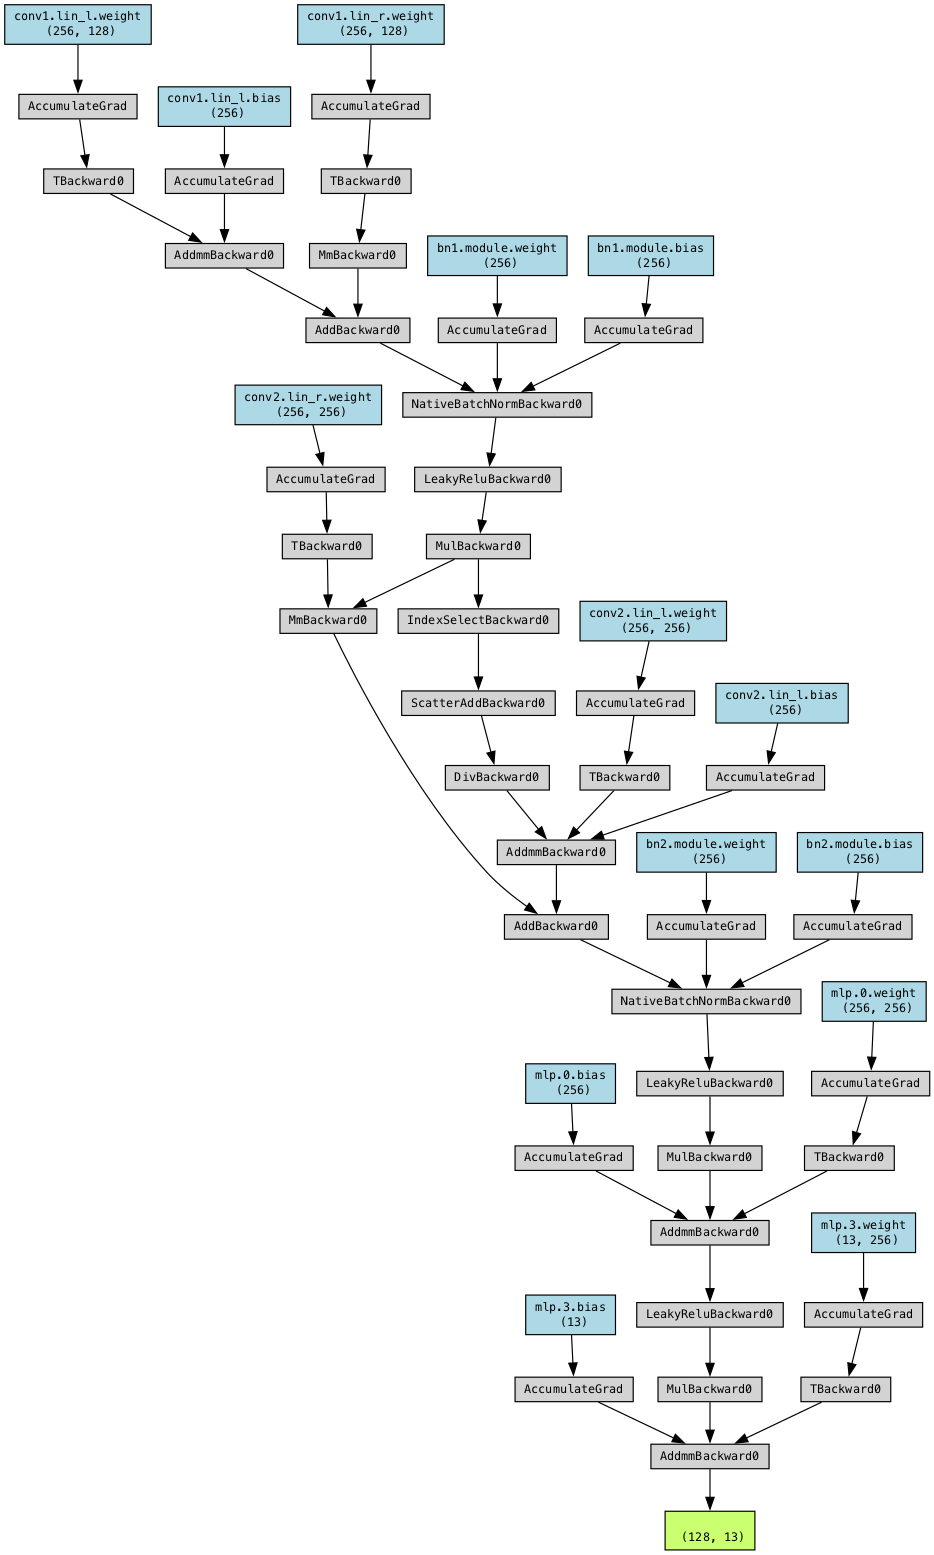 conv1.lin_l.weight
(256, 128)
conv1.lin_r.weight
(256, 128)
AccumulateGrad
conv1.lin_l.bias
(256)
AccumulateGrad
TBackward0
AccumulateGrad
TBackward0
AddmmBackward0
MmBackward0
bn1.module.weight
(256)
bn1.module.bias
(256)
AddBackward0
AccumulateGrad
AccumulateGrad
conv2.lin_r.weight
(256, 256)
NativeBatchNormBackward0
AccumulateGrad
LeakyReluBackward0
TBackward0
MulBackward0
MmBackward0
IndexSelectBackward0
conv2.lin_l.weight
(256, 256)
ScatterAddBackward0
AccumulateGrad
conv2.lin_l.bias
(256)
DivBackward0
TBackward0
AccumulateGrad
AddmmBackward0
bn2.module.weight
(256)
bn2.module.bias
(256)
AddBackward0
AccumulateGrad
AccumulateGrad
NativeBatchNormBackward0
mlp.0.weight
(256, 256)
mlp.0.bias
(256)
LeakyReluBackward0
AccumulateGrad
AccumulateGrad
MulBackward0
TBackward0
AddmmBackward0
mlp.3.weight
(13, 256)
mlp.3.bias
(13)
LeakyReluBackward0
AccumulateGrad
AccumulateGrad
MulBackward0
TBackward0
AddmmBackward0
(128, 13)